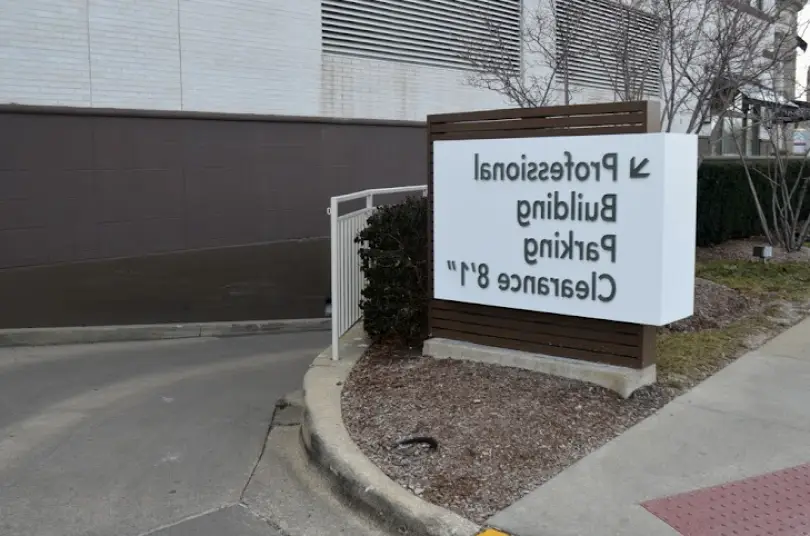 ↘ Professional
Building
Parking
Clearance 8'1"